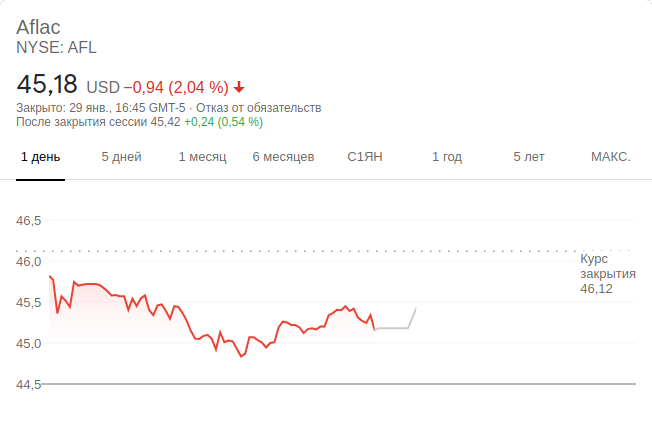 Aflac
NYSE: AFL
45,18 USD −0,94 (2,04 %)
Закрыто: 29 янв., 16:45 GMT-5 · Отказ от обязательств
После закрытия сессии 45,42 +0,24 (0,54 %)
1 день 5 дней 1 месяц 6 месяцев С1ЯН 1 год 5 лет МАКС.
46,5
46,0
45,5
45,0
44,5
Курс
закрытия
46,12